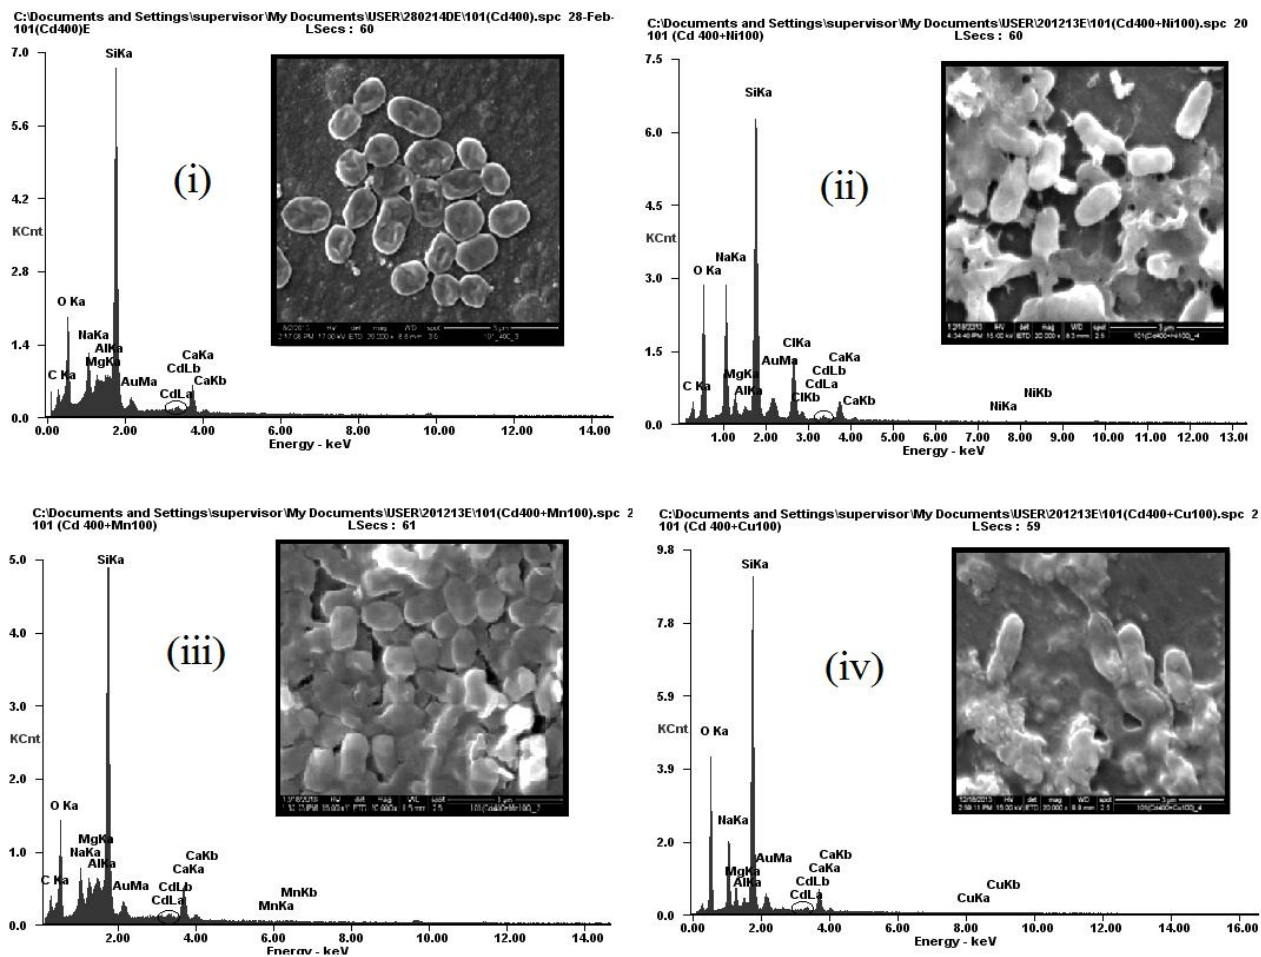 C:\Documents and Settings\supervisor\My Documents\USER\280214DE\101(Cd400).spc 28-Feb-
101(Cd400)E LSecs : 60
7.0
SiKa
5.6
(i)
4.2
KCnt
2.8
O Ka
NaKa
1.4
AlKa
MgKa
CaKa
CdLb
C Ka
AuMa
CdLa
CaKb
0.0
0.00 2.00 4.00 6.00 8.00 10.00 12.00 14.00
Energy - keV
C:\Documents and Settings\supervisor\My Documents\USER\201213E\101(Cd400+Ni100).spc 20
101 (Cd 400+Ni100) LSecs : 60
7.5
SiKa
6.0
(ii)
4.5
KCnt
NaKa
O Ka
3.0
ClKa
1.5
AuMa
CaKa
CdLb
MgKa
CdLa
C Ka
AlKa
ClKb
CaKb
NiKb
NiKa
0.0
1.00 2.00 3.00 4.00 5.00 6.00 7.00 8.00 9.00 10.00 11.00 12.00 13.0
Energy - keV
C:\Documents and Settings\supervisor\My Documents\USER\201213E\101(Cd400+Mn100).spc 2
101 (Cd 400+Mn100) LSecs : 61
5.0
SiKa
4.0
(iii)
3.0
KCnt
2.0
O Ka
MgKa
1.0
NaKa
AlKa
CaKb
CaKa
C Ka
AuMa
CdLb
CdLa
MnKb
MnKa
0.0
2.00 4.00 6.00 8.00 10.00 12.00 14.00
Energy - keV
C:\Documents and Settings\supervisor\My Documents\USER\201213E\101(Cd400+Cu100).spc 2
101 (Cd 400+Cu100) LSecs : 59
9.8
SiKa
7.8
(iv)
5.9
KCnt
O Ka
3.9
2.0
NaKa
AuMa
CaKb
CaKa
MgKa
CdLb
AlKa
CdLa
CuKb
CuKa
0.0
0.00 2.00 4.00 6.00 8.00 10.00 12.00 14.00 16.00
Energy - keV